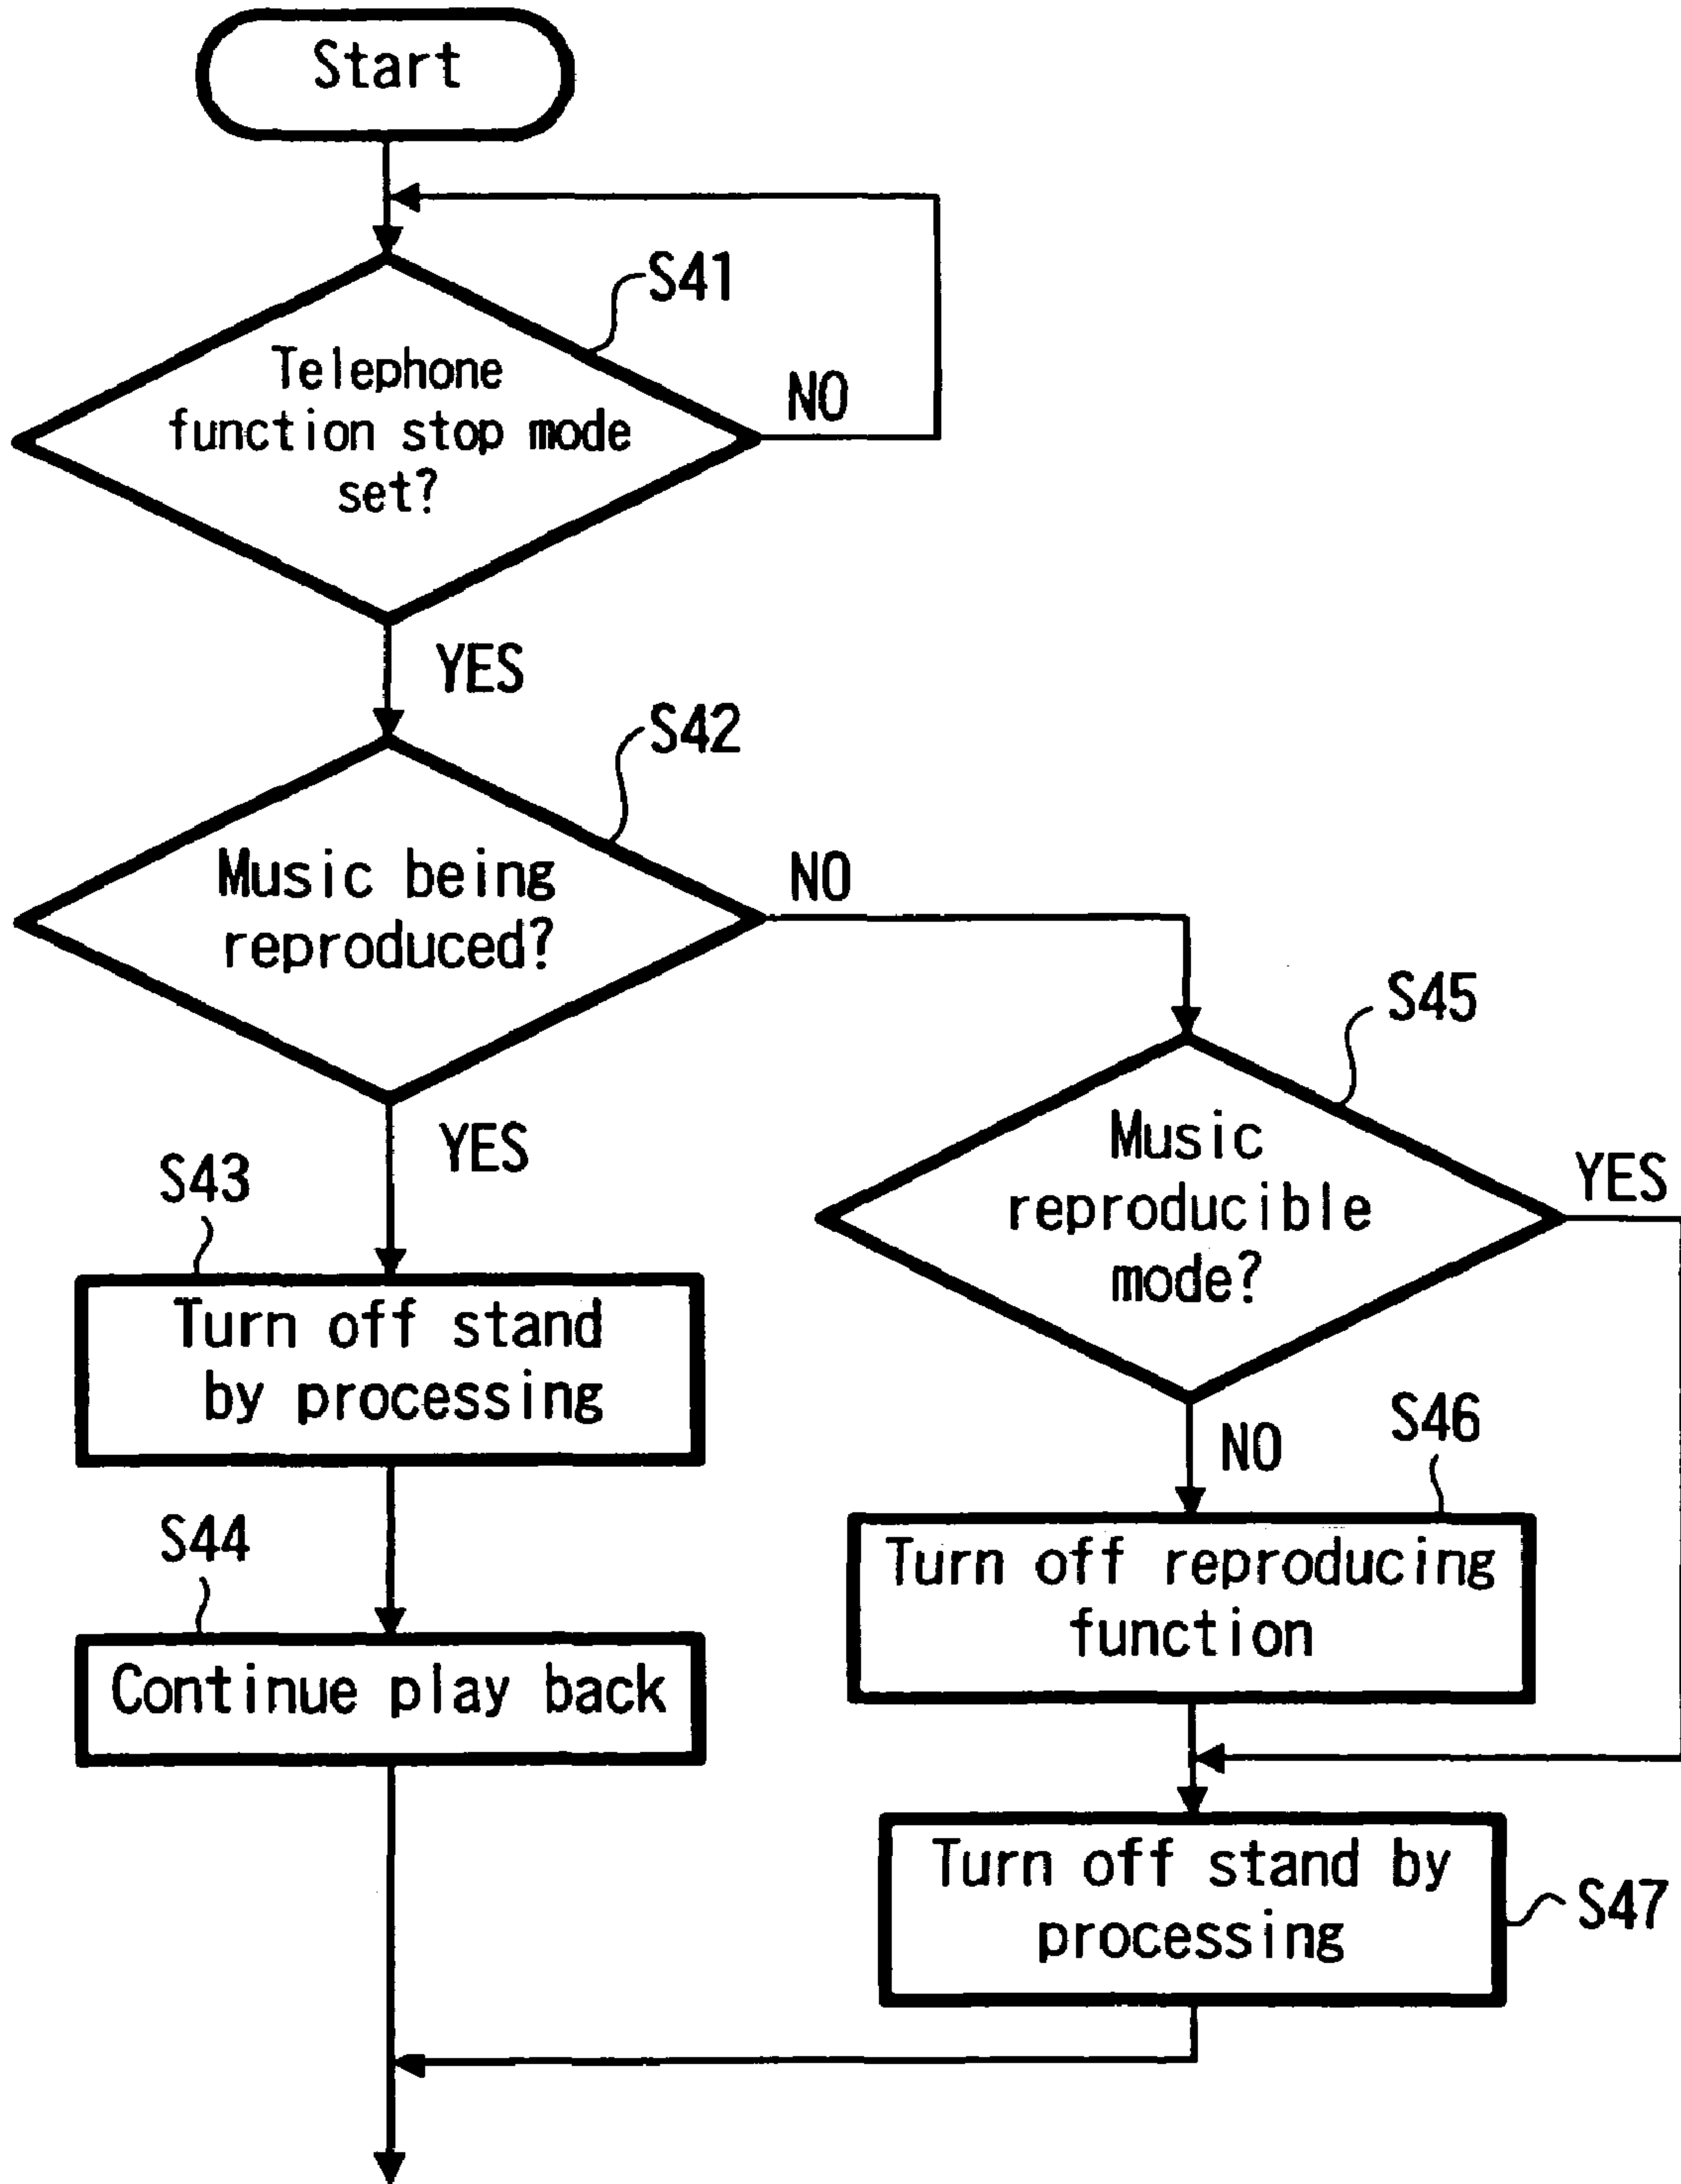 Start
S41
Telephone
function stop mode
set?
NO
YES
S42
Music being
reproduced?
NO
YES
S45
Music
reproducible
mode?
YES
NO
S43
Turn off stand
by processing
S44
Continue play back
S46
Turn off reproducing
function
Turn off stand by
processing
S47